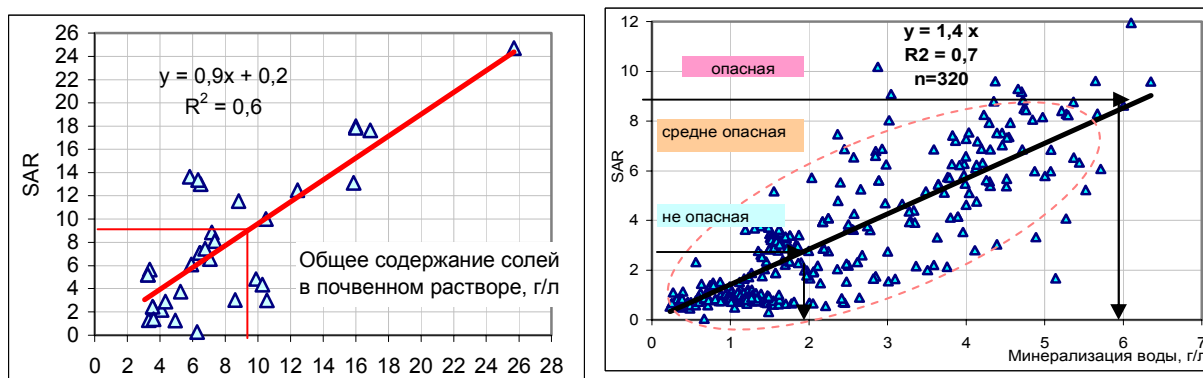 26
24
22
20
18
16
14
12
10
8
6
4
2
0
SAR
y = 0,9x + 0,2
R² = 0,6
Общее содержание солей
в почвенном растворе, г/л
0 2 4 6 8 10 12 14 16 18 20 22 24 26 28
12
10
8
6
4
2
0
SAR
y = 1,4 x
R2 = 0,7
n=320
опасная
средне опасная
не опасная
0 1 2 3 4 5 6 7
Минерализация воды, г/л